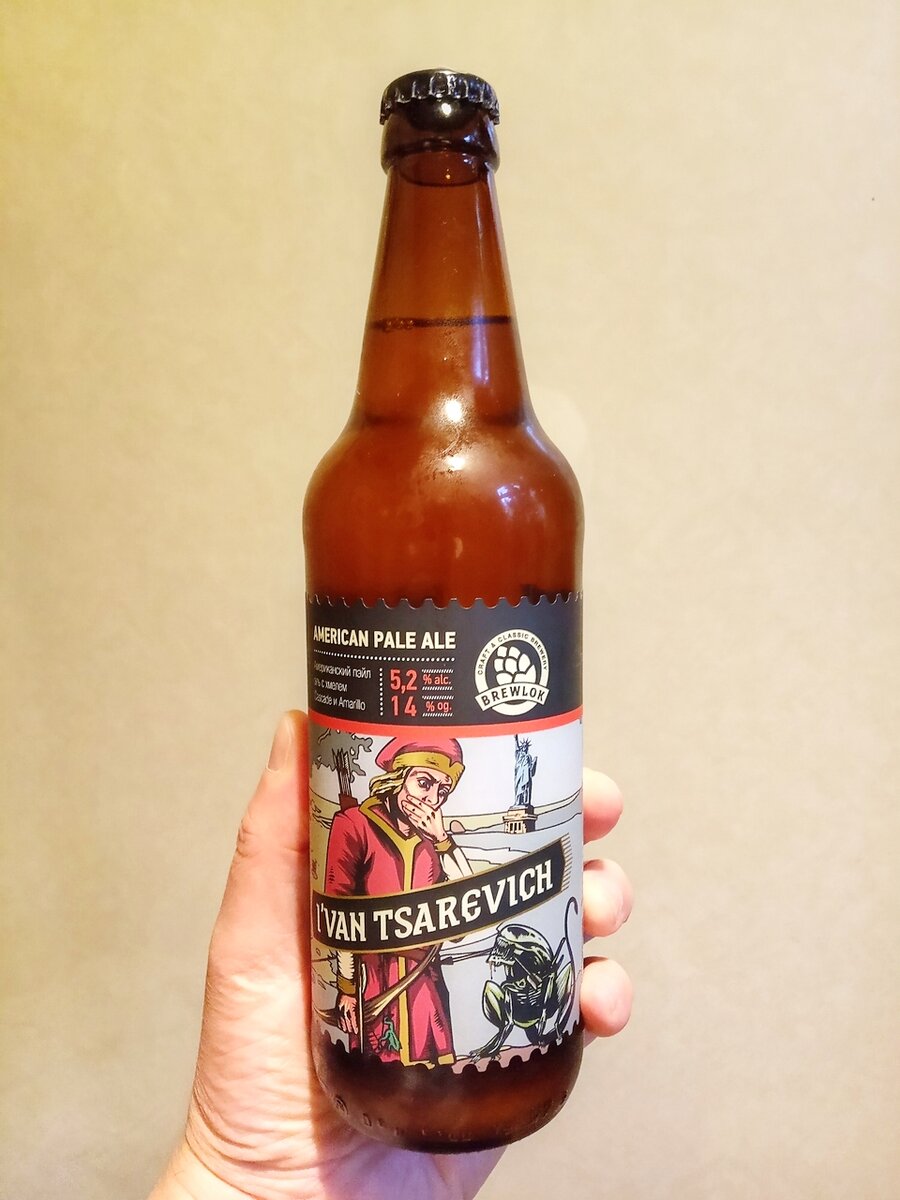 AMERICAN PALE ALE
Американский пэйл
эль с хмелем
Cascade и Amarillo
5,2 % alc.
14 % og.
CRAFT & CLASSIC BREWERY
BREWLOK
I'VAN TSAREVICH